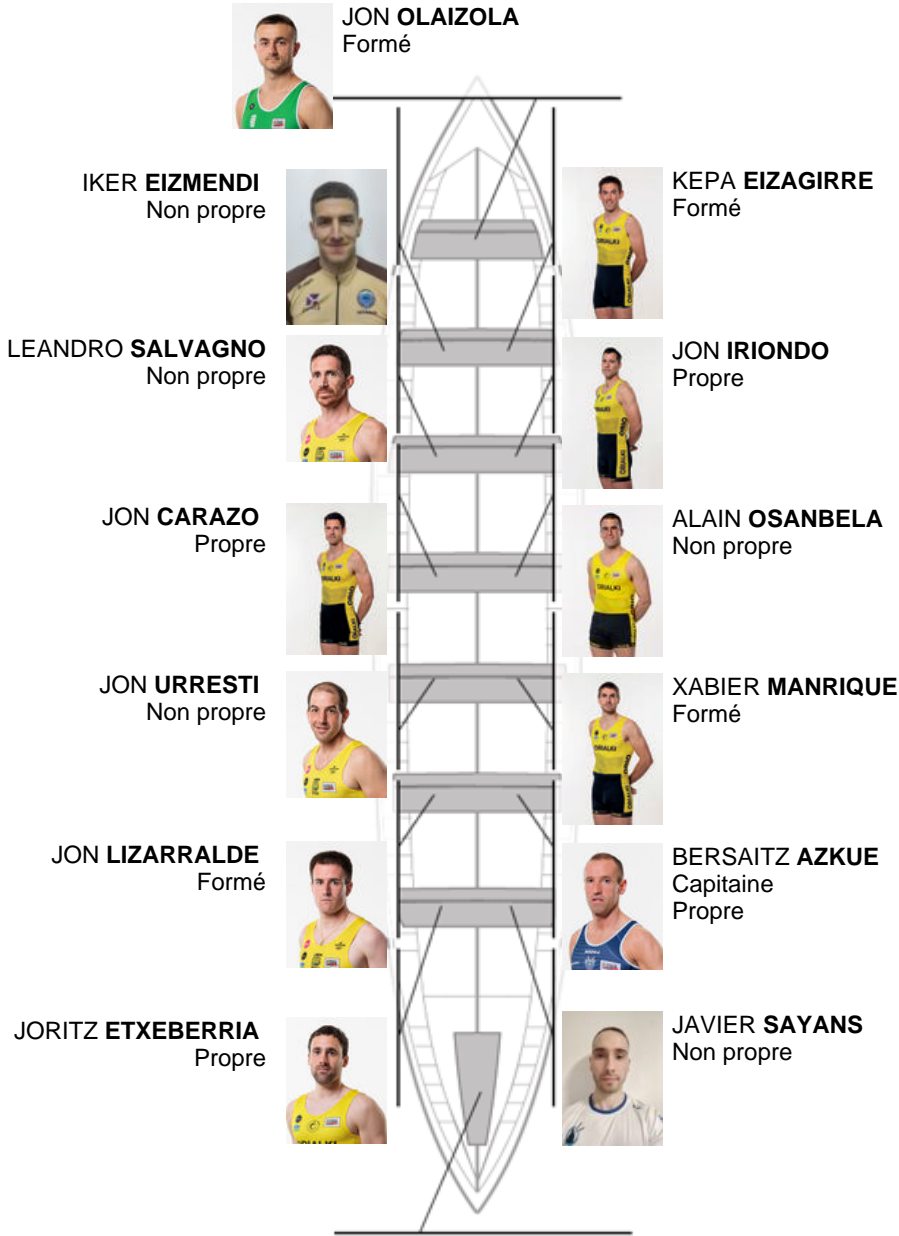 JON OLAIZOLA
Formé
IKER EIZMENDI
Non propre
KEPA EIZAGIRRE
Formé
LEANDRO SALVAGNO
Non propre
JON IRIONDO
Propre
JON CARAZO
Propre
ALAIN OSANBELA
Non propre
JON URRESTI
Non propre
XABIER MANRIQUE
Formé
JON LIZARRALDE
Formé
BERSAITZ AZKUE
Capitaine
Propre
JORITZ ETXEBERRIA
Propre
JAVIER SAYANS
Non propre